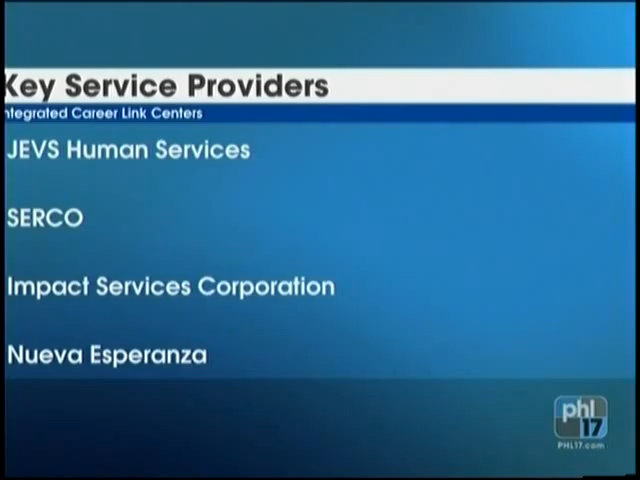 Key Service Providers
ntegrated Career Link Centers
JEVS Human Services
SERCO
Impact Services Corporation
Nueva Esperanza
phl
17
PHL17.com